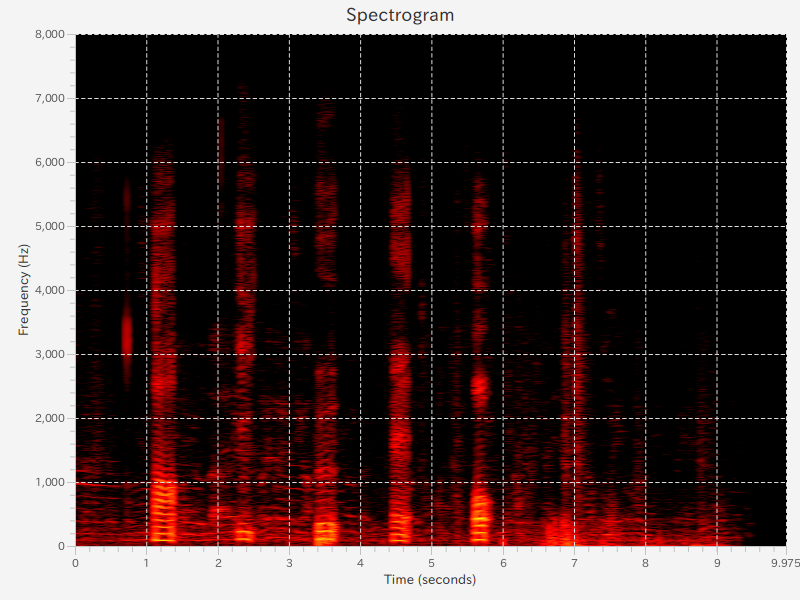 Spectrogram
8,000
7,000
6,000
5,000
4,000
3,000
2,000
1,000
0
Frequency (Hz)
0 1 2 3 4 5 6 7 8 9 9.975
Time (seconds)